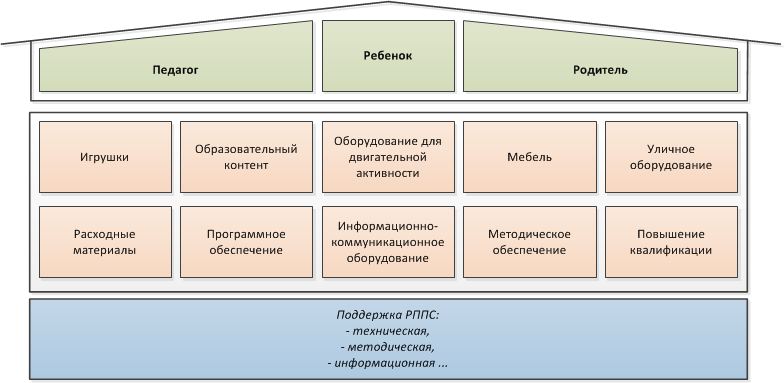 Педагог
Ребенок
Родитель
Игрушки
Образовательный
контент
Оборудование для
двигательной
активности
Мебель
Уличное
оборудование
Расходные
материалы
Программное
обеспечение
Информационно-
коммуникационное
оборудование
Методическое
обеспечение
Повышение
квалификации
Поддержка РППС:
- техническая,
- методическая,
- информационная ...